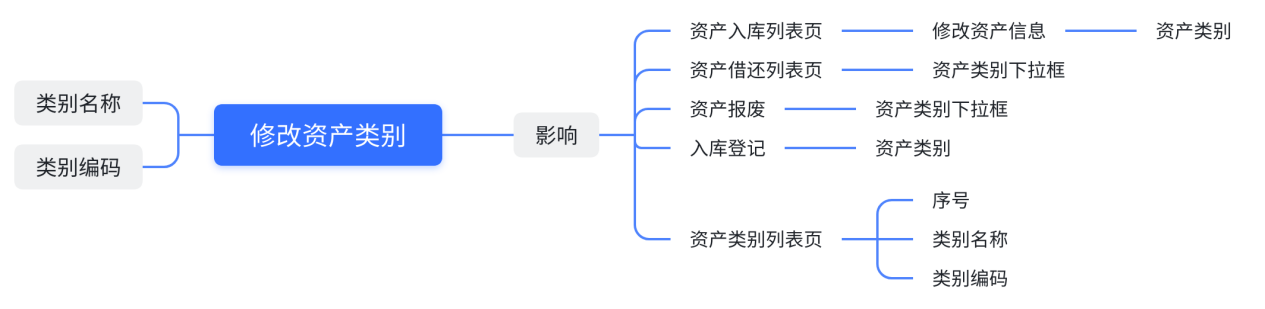 类别名称
类别编码
修改资产类别
影响
资产入库列表页
修改资产信息
资产类别
资产借还列表页
资产类别下拉框
资产报废
资产类别下拉框
入库登记
资产类别
资产类别列表页
序号
类别名称
类别编码